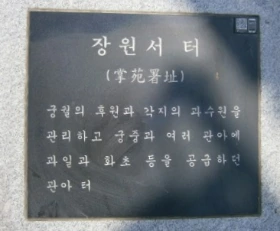 장원서 터
(掌苑署址)
궁궐의 후원과 각지의 과수원을
관리하고 궁중과 여러 관아에
과일과 화초 등을 공급하던
관아 터